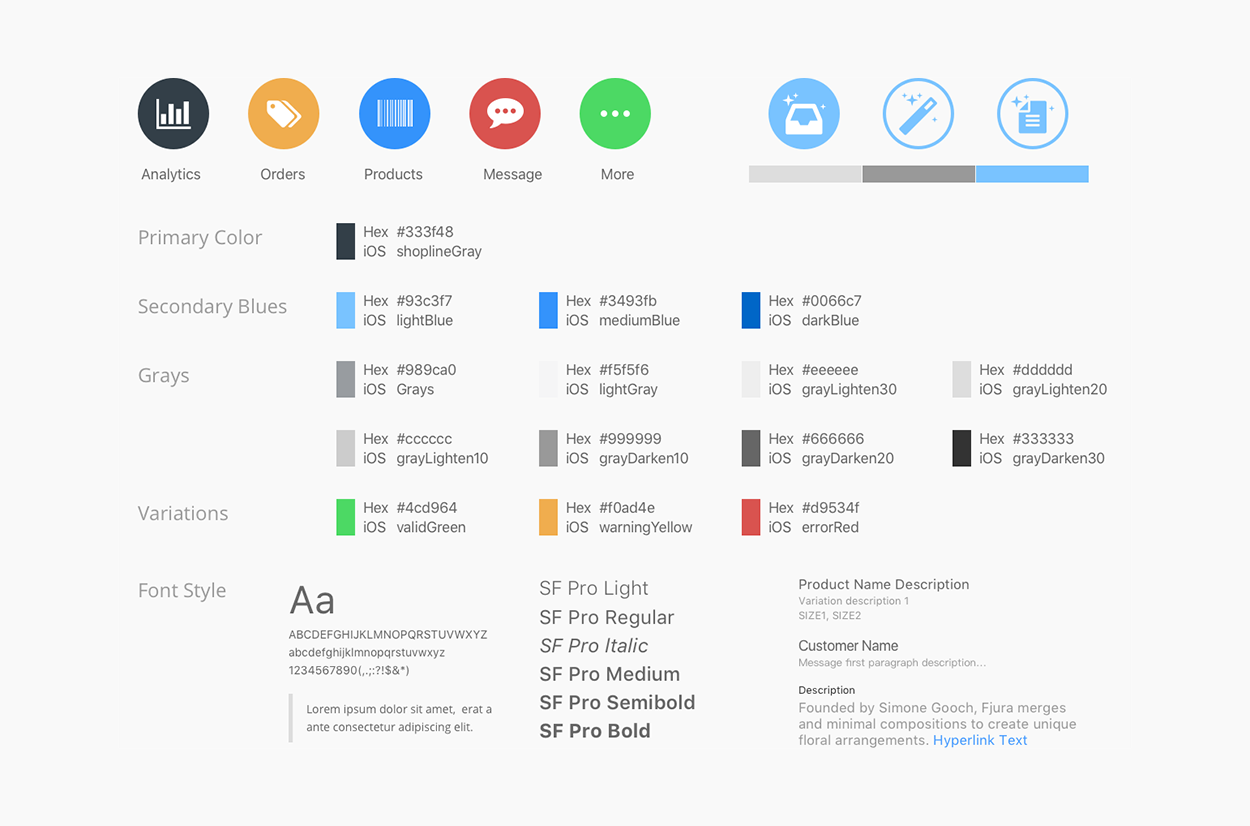 Analytics
Orders
Products
Message
More
Primary Color
Hex #333f48
iOS shoplineGray
Secondary Blues
Hex #93c3f7
iOS lightBlue
Hex #3493fb
iOS mediumBlue
Hex #0066c7
iOS darkBlue
Grays
Hex #989ca0
iOS Grays
Hex #f5f5f6
iOS lightGray
Hex #eeeeee
iOS grayLighten30
Hex #dddddd
iOS grayLighten20
Hex #cccccc
iOS grayLighten10
Hex #999999
iOS grayDarken10
Hex #666666
iOS grayDarken20
Hex #333333
iOS grayDarken30
Variations
Hex #4cd964
iOS validGreen
Hex #f0ad4e
iOS warningYellow
Hex #d9534f
iOS errorRed
Font Style
Aa
ABCDEFGHIJKLMNOPQRSTUVWXYZ
abcdefghijklmnopqrstuvwxyz
1234567890(,.;:?!$&*)
Lorem ipsum dolor sit amet, erat a
ante consectetur adipiscing elit.
SF Pro Light
SF Pro Regular
SF Pro Italic
SF Pro Medium
SF Pro Semibold
SF Pro Bold
Product Name Description
Variation description 1
SIZE1, SIZE2
Customer Name
Message first paragraph description...
Description
Founded by Simone Gooch, Fjura merges
and minimal compositions to create unique
floral arrangements. Hyperlink Text